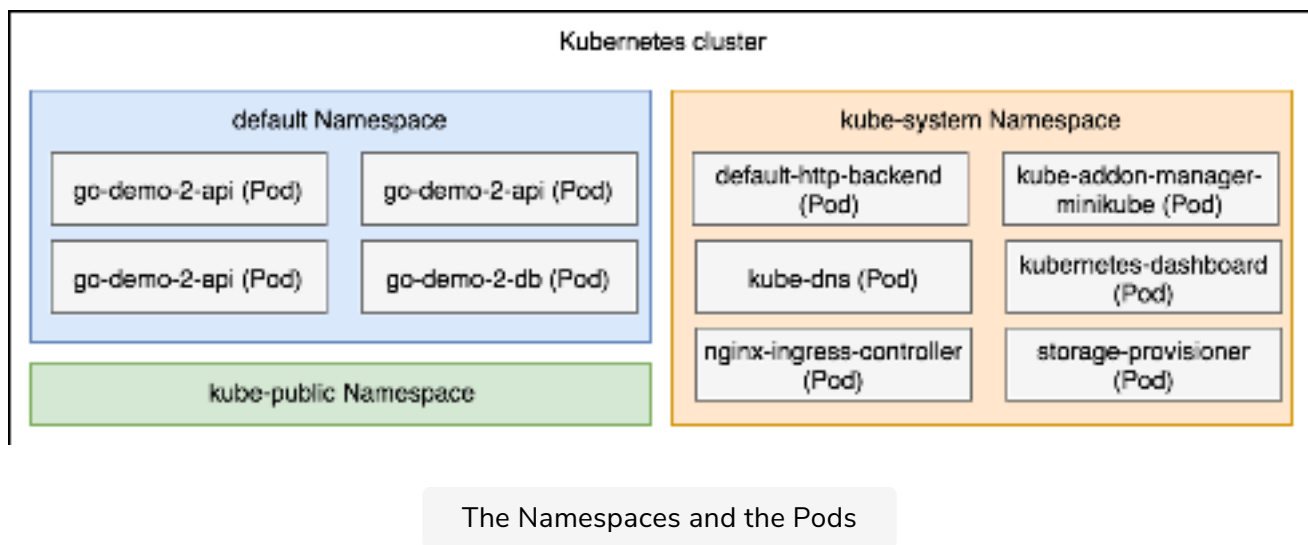 Kubernetes cluster
default Namespace
go-demo-2-api (Pod)
go-demo-2-api (Pod)
go-demo-2-api (Pod)
go-demo-2-db (Pod)
kube-public Namespace
kube-system Namespace
default-http-backend
(Pod)
kube-addon-manager-
minikube (Pod)
kube-dns (Pod)
kubernetes-dashboard
(Pod)
nginx-ingress-controller
(Pod)
storage-provisioner
(Pod)
The Namespaces and the Pods